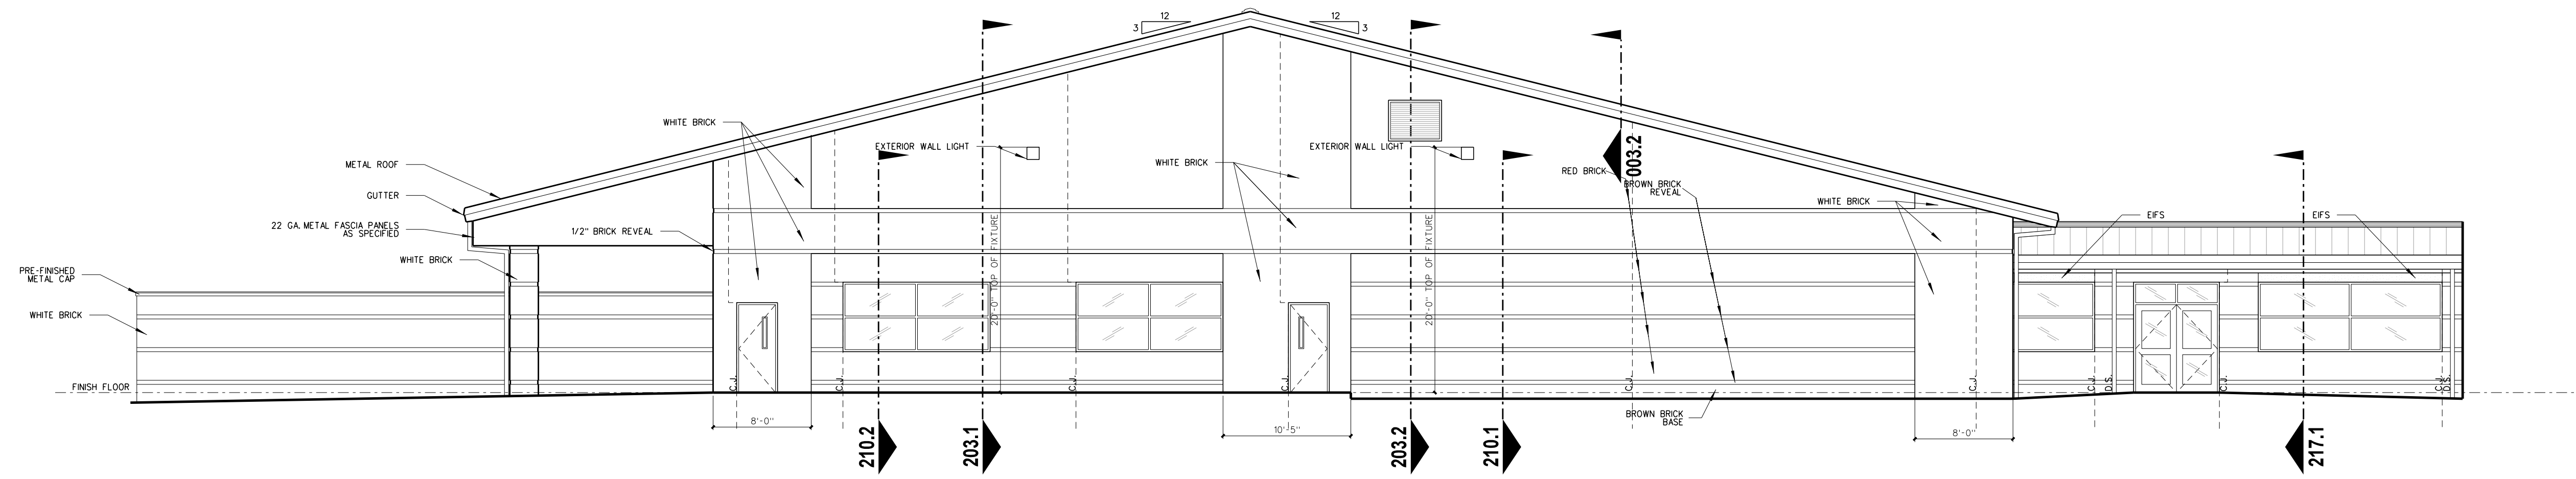 12
3
12
3
WHITE BRICK
EXTERIOR WALL LIGHT
EXTERIOR WALL LIGHT
003.2
METAL ROOF
WHITE BRICK
RED BRICK
BROWN BRICK
REVEAL
GUTTER
WHITE BRICK
EIFS
EIFS
22 GA. METAL FASCIA PANELS
AS SPECIFIED
1/2" BRICK REVEAL
20'-0" TOP OF FIXTURE
20'-0" TOP OF FIXTURE
WHITE BRICK
PRE-FINISHED
METAL CAP
WHITE BRICK
FINISH FLOOR
C.J.
C.J.
C.J.
C.J.
C.J.
C.J.
C.J.
D.S.
C.J.
C.J.
D.S.
BROWN BRICK
BASE
8'-0"
10'-5"
8'-0"
210.2
203.1
203.2
210.1
217.1